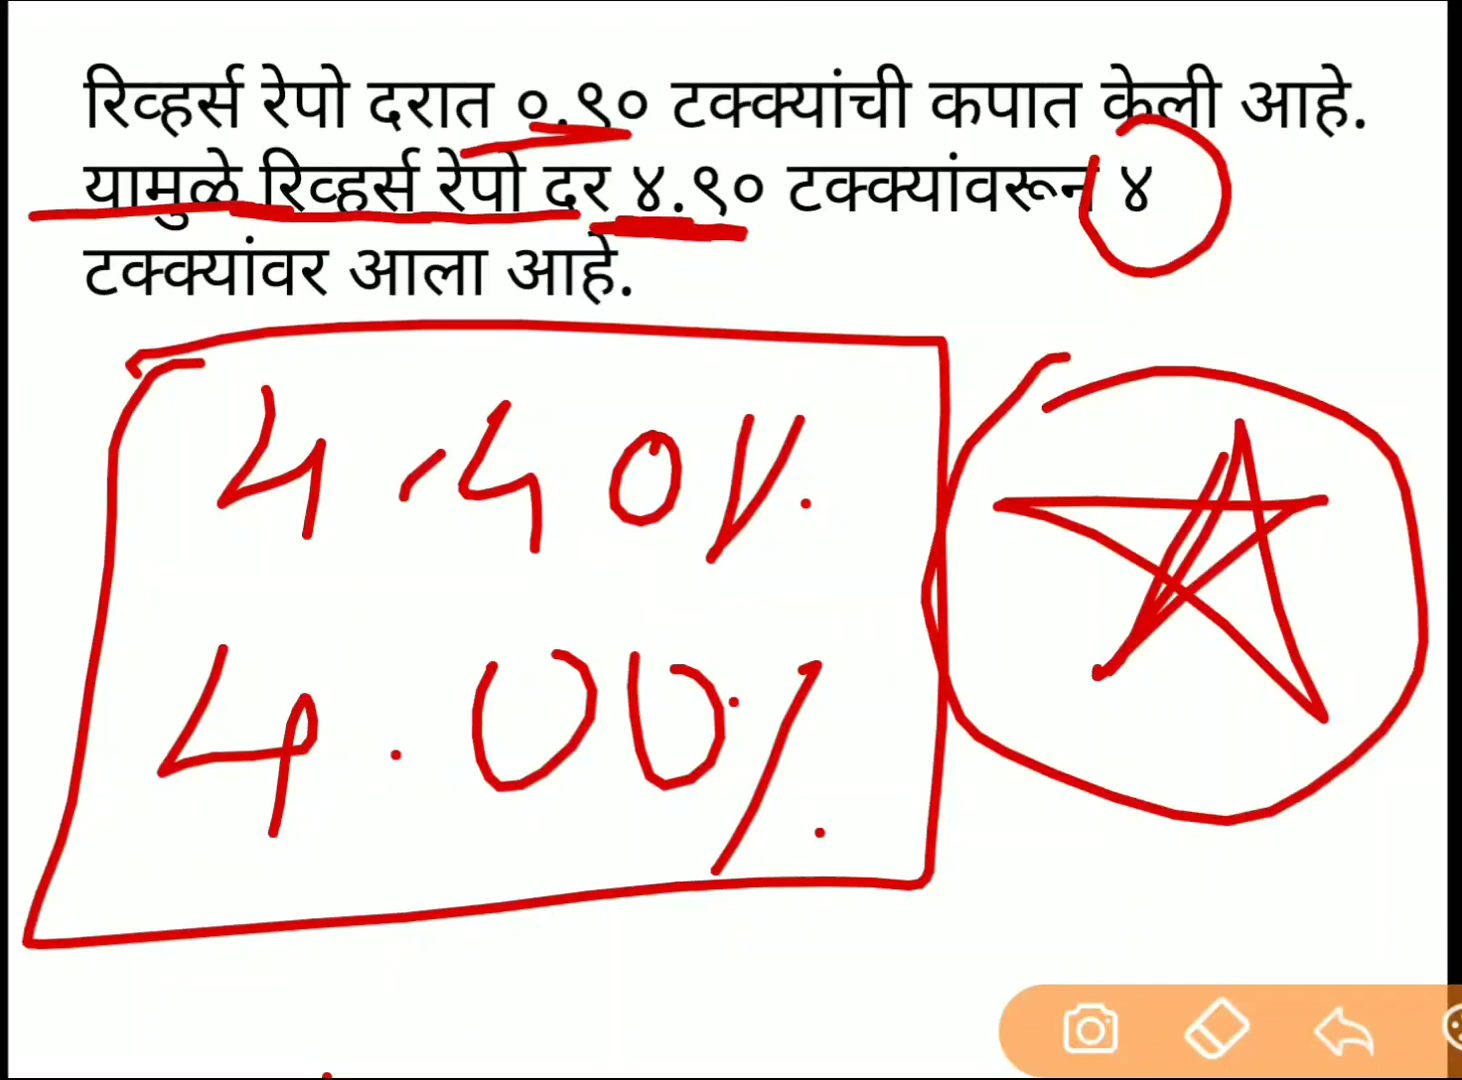 रिव्हर्स रेपो दरात ०.९० टक्क्यांची कपात केली आहे.
यामुळे रिव्हर्स रेपो दर ४.९० टक्क्यांवरून ४
टक्क्यांवर आला आहे.
4.40%
4.00%